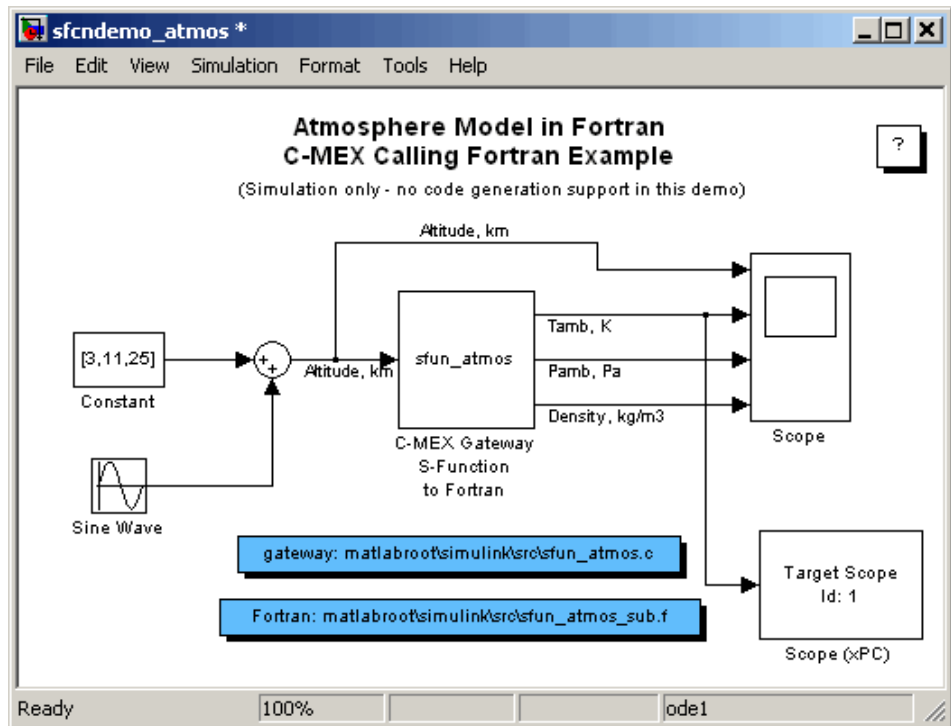 sfcndemo_atmos *
File Edit View Simulation Format Tools Help
Atmosphere Model in Fortran
C-MEX Calling Fortran Example
(Simulation only - no code generation support in this demo)
?
Altitude, km
[3,11,25]
Constant
Altitude, km
sfun_atmos
Tamb, K
Pamb, Pa
Density, kg/m3
C-MEX Gateway
S-Function
to Fortran
Scope
Sine Wave
gateway: matlabroot\simulink\src\sfun_atmos.c
Fortran: matlabroot\simulink\src\sfun_atmos_sub.f
Target Scope
Id: 1
Scope (xPC)
Ready 100% ode1